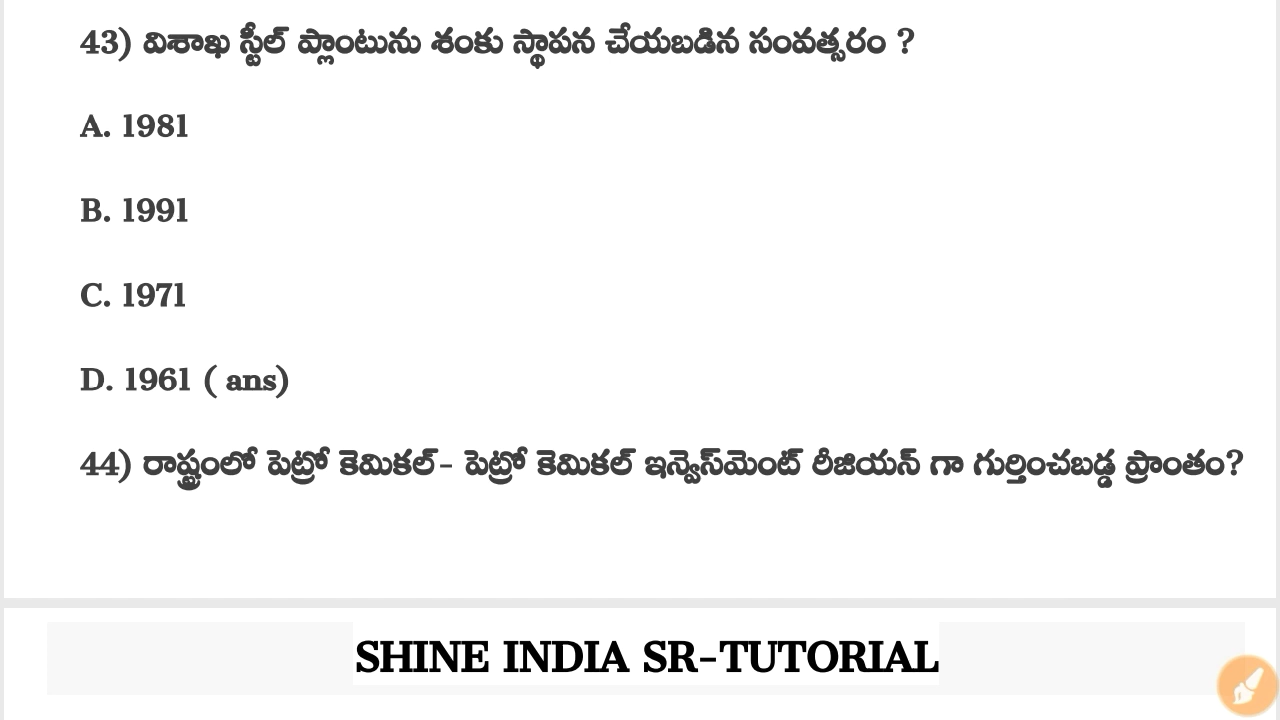 43) విశాఖ స్టీల్ ప్లాంటును శంకు స్థాపన చేయబడిన సంవత్సరం ?
A. 1981
B. 1991
C. 1971
D. 1961 ( ans)
44) రాష్ట్రంలో పెట్రో కెమికల్- పెట్రో కెమికల్ ఇన్వెస్‌మెంట్ రీజియన్ గా గుర్తించబడ్డ ప్రాంతం?
SHINE INDIA SR-TUTORIAL